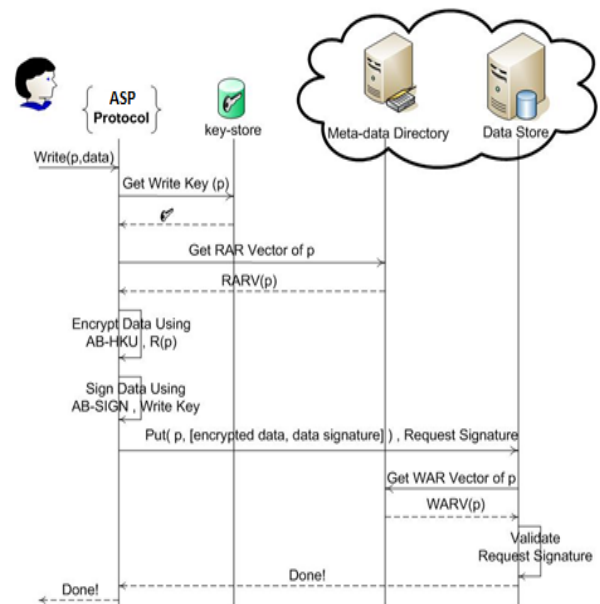 ASP
Protocol
key-store
Meta-data Directory
Data Store
Write(p,data)
Get Write Key (p)
Get RAR Vector of p
RARV(p)
Encrypt Data Using
AB-HKU , R(p)
Sign Data Using
AB-SIGN , Write Key
Put( p, [encrypted data, data signature] ) , Request Signature
Get WAR Vector of p
WARV(p)
Validate
Request Signature
Done!
Done!